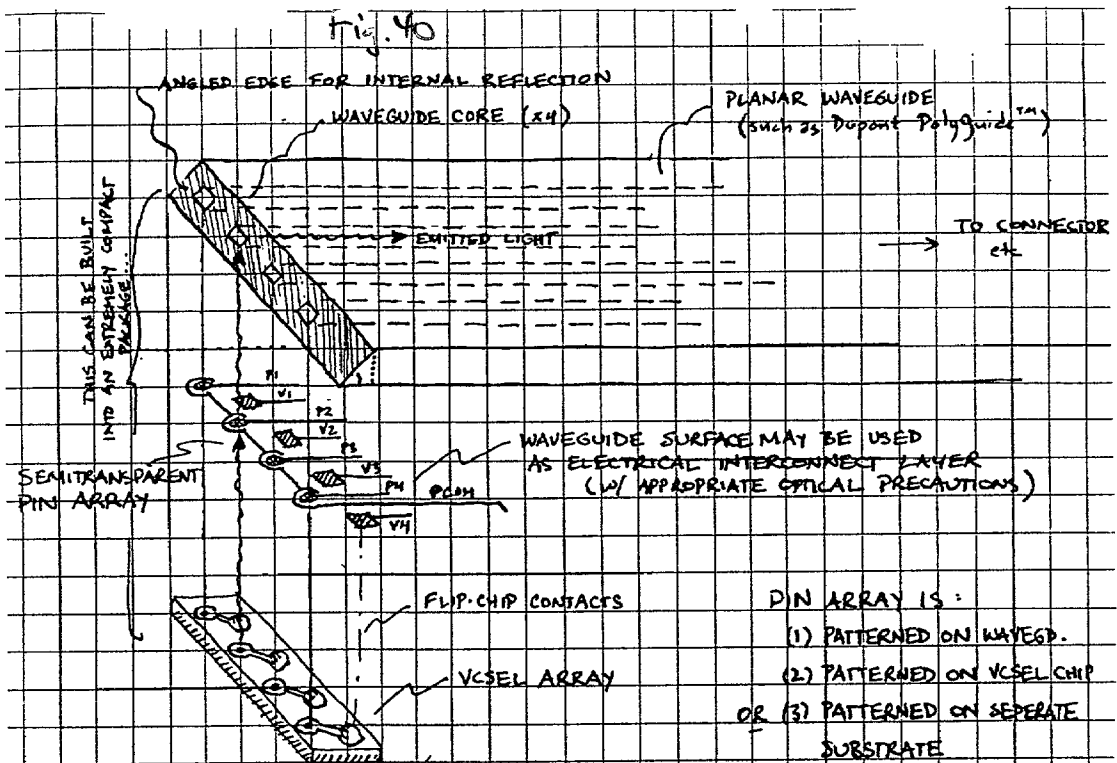 Fig. 40
ANGLED EDGE FOR INTERNAL REFLECTION
WAVEGUIDE CORE (x4)
PLANAR WAVEGUIDE
(such as Dupont Polyguide™)
THIS CAN BE BUILT
INTO AN EXTREMELY COMPACT
PACKAGE...
EMITTED LIGHT
TO CONNECTOR
etc
P1
V1
P2
V2
P3
V3
P4
PCOM
V4
SEMITRANSPARENT
PIN ARRAY
WAVEGUIDE SURFACE MAY BE USED
AS ELECTRICAL INTERCONNECT LAYER
(W/ APPROPRIATE OPTICAL PRECAUTIONS)
FLIP-CHIP CONTACTS
VCSEL ARRAY
PIN ARRAY IS:
(1) PATTERNED ON WAVEGD.
(2) PATTERNED ON VCSEL CHIP
OR (3) PATTERNED ON SEPERATE
SUBSTRATE